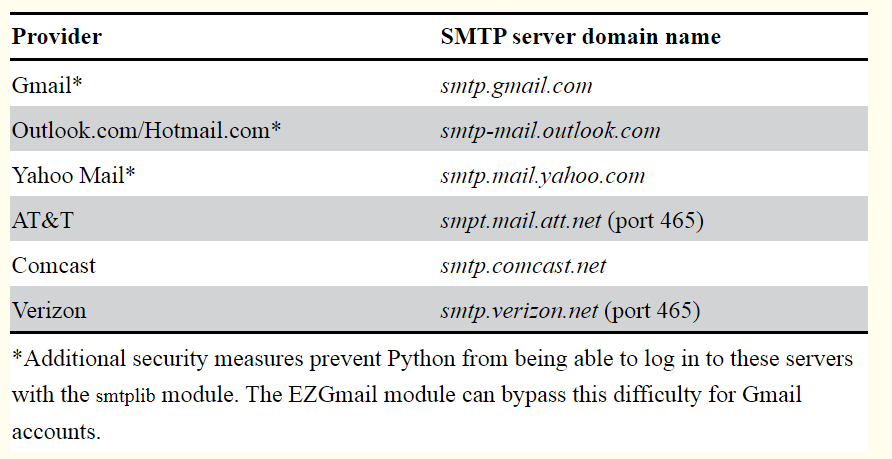 Provider SMTP server domain name
Gmail* smtp.gmail.com
Outlook.com/Hotmail.com* smtp-mail.outlook.com
Yahoo Mail* smtp.mail.yahoo.com
AT&T smpt.mail.att.net (port 465)
Comcast smtp.comcast.net
Verizon smtp.verizon.net (port 465)
*Additional security measures prevent Python from being able to log in to these servers
with the smtplib module. The EZGmail module can bypass this difficulty for Gmail
accounts.